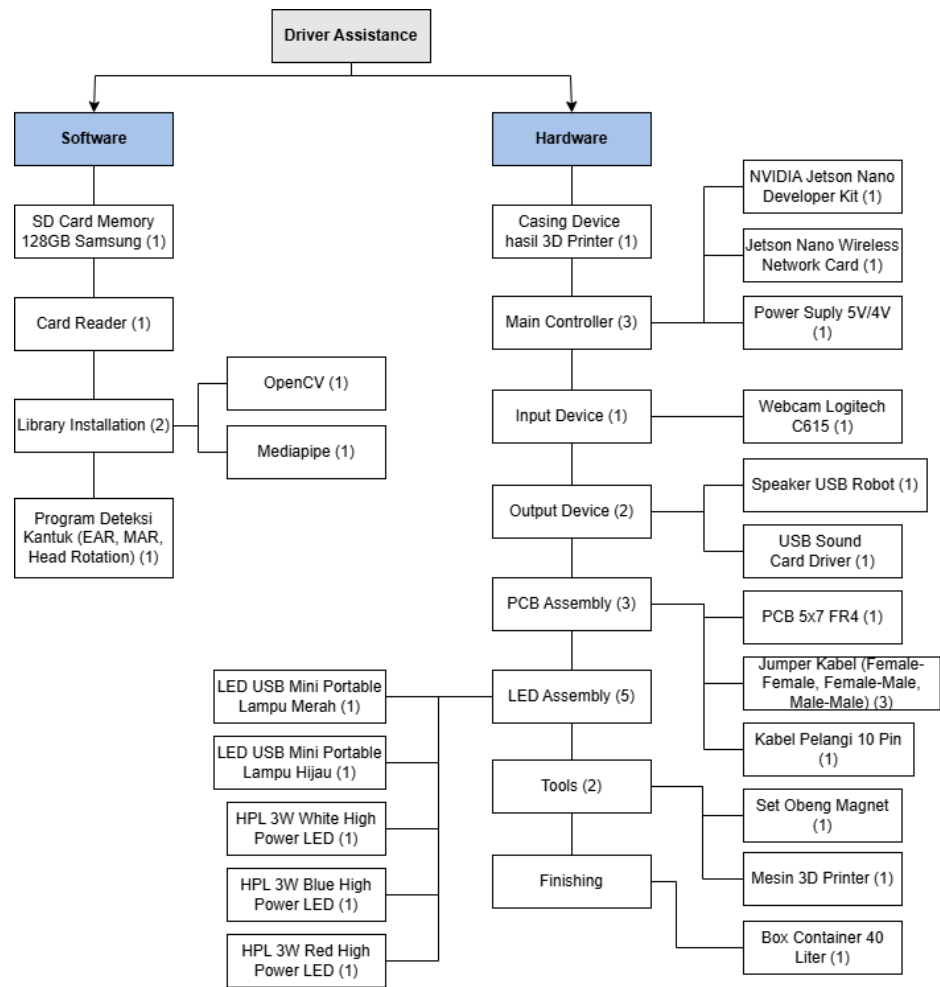 Driver Assistance
Software
SD Card Memory
128GB Samsung (1)
Card Reader (1)
Library Installation (2)
OpenCV (1)
Mediapipe (1)
Program Deteksi
Kantuk (EAR, MAR,
Head Rotation) (1)
Hardware
Casing Device
hasil 3D Printer (1)
Main Controller (3)
NVIDIA Jetson Nano
Developer Kit (1)
Jetson Nano Wireless
Network Card (1)
Power Suply 5V/4V
(1)
Input Device (1)
Webcam Logitech
C615 (1)
Output Device (2)
Speaker USB Robot (1)
USB Sound
Card Driver (1)
PCB Assembly (3)
PCB 5x7 FR4 (1)
Jumper Kabel (Female-
Female, Female-Male,
Male-Male) (3)
Kabel Pelangi 10 Pin
(1)
LED Assembly (5)
LED USB Mini Portable
Lampu Merah (1)
LED USB Mini Portable
Lampu Hijau (1)
HPL 3W White High
Power LED (1)
HPL 3W Blue High
Power LED (1)
HPL 3W Red High
Power LED (1)
Tools (2)
Set Obeng Magnet
(1)
Mesin 3D Printer (1)
Finishing
Box Container 40
Liter (1)